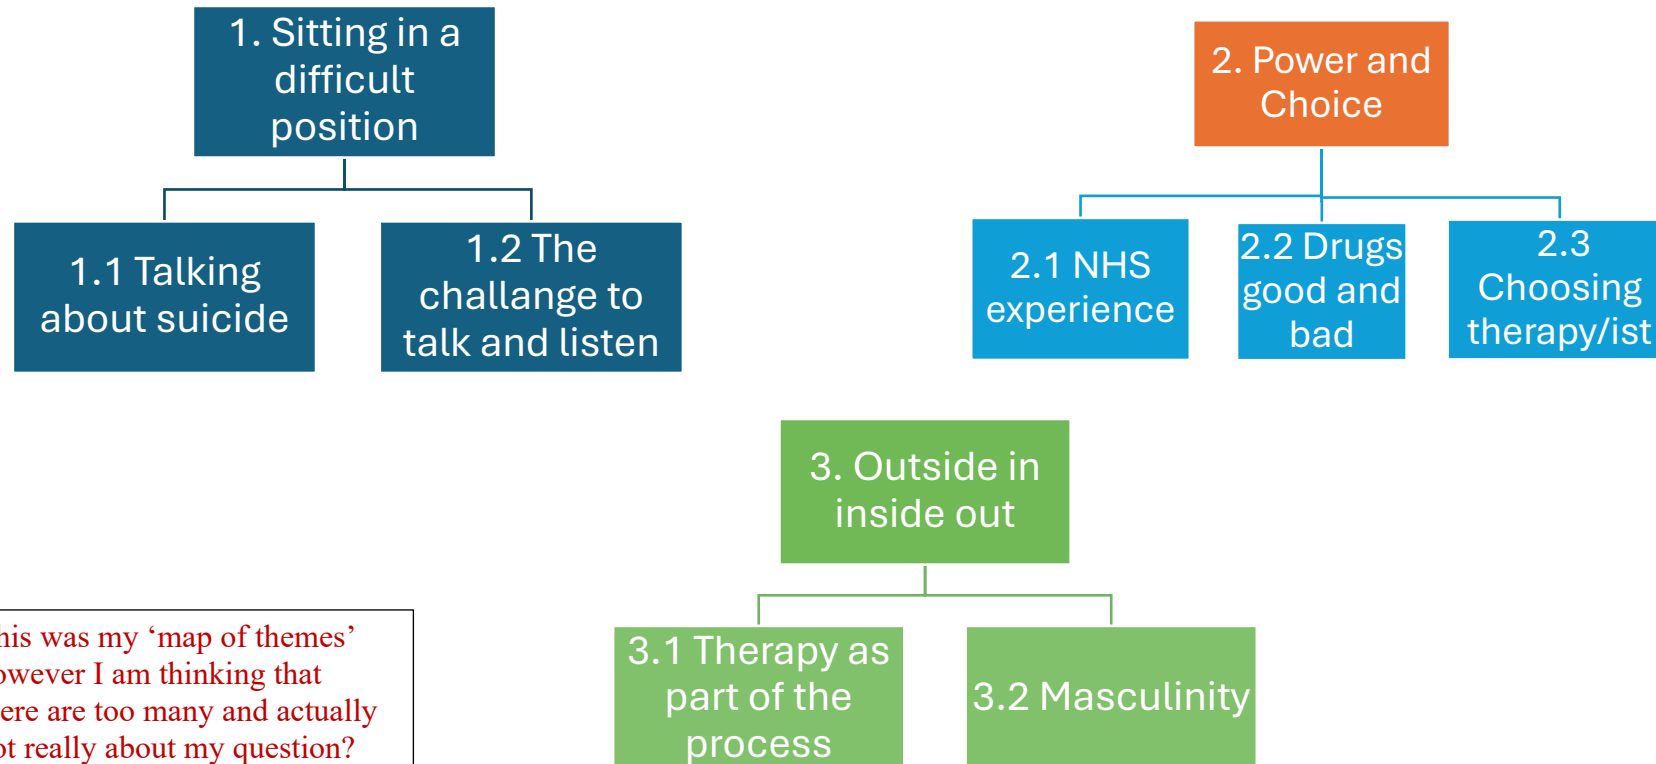 1. Sitting in a
difficult
position
1.1 Talking
about suicide
1.2 The
challange to
talk and listen
2. Power and
Choice
2.1 NHS
experience
2.2 Drugs
good and
bad
2.3
Choosing
therapy/ist
3. Outside in
inside out
3.1 Therapy as
part of the
process
3.2 Masculinity
his was my ‘map of themes’
owever I am thinking that
ere are too many and actually
ot really about my question?